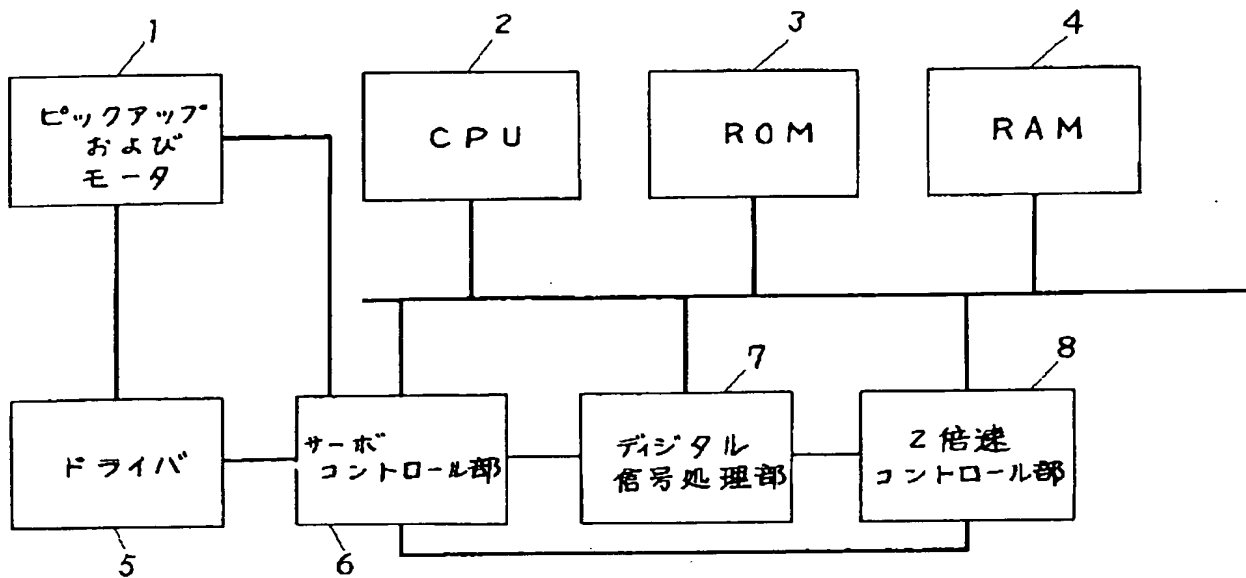 1
ピックアップ
および
モータ
2
CPU
3
ROM
4
RAM
ドライバ
5
サーボ
コントロール部
6
ディジタル
信号処理部
7
2倍速
コントロール部
8